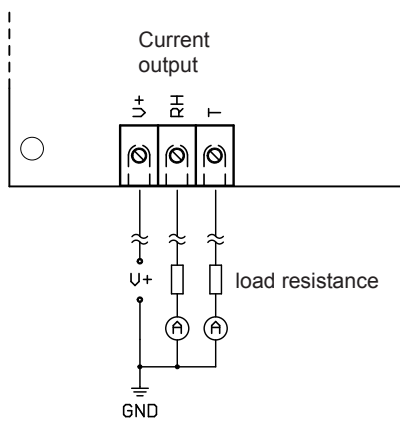 Current
output
V+
RH
T
V+
load resistance
A
A
GND